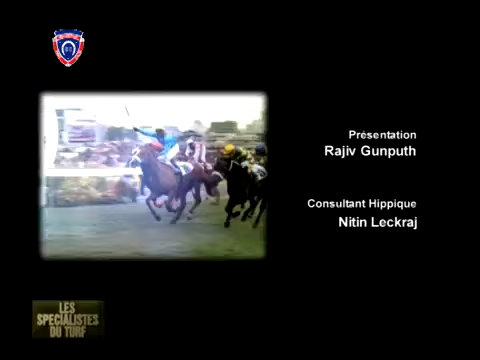 Présentation
Rajiv Gunputh
Consultant Hippique
Nitin Leckraj
LES
SPECIALISTES
DU TURF